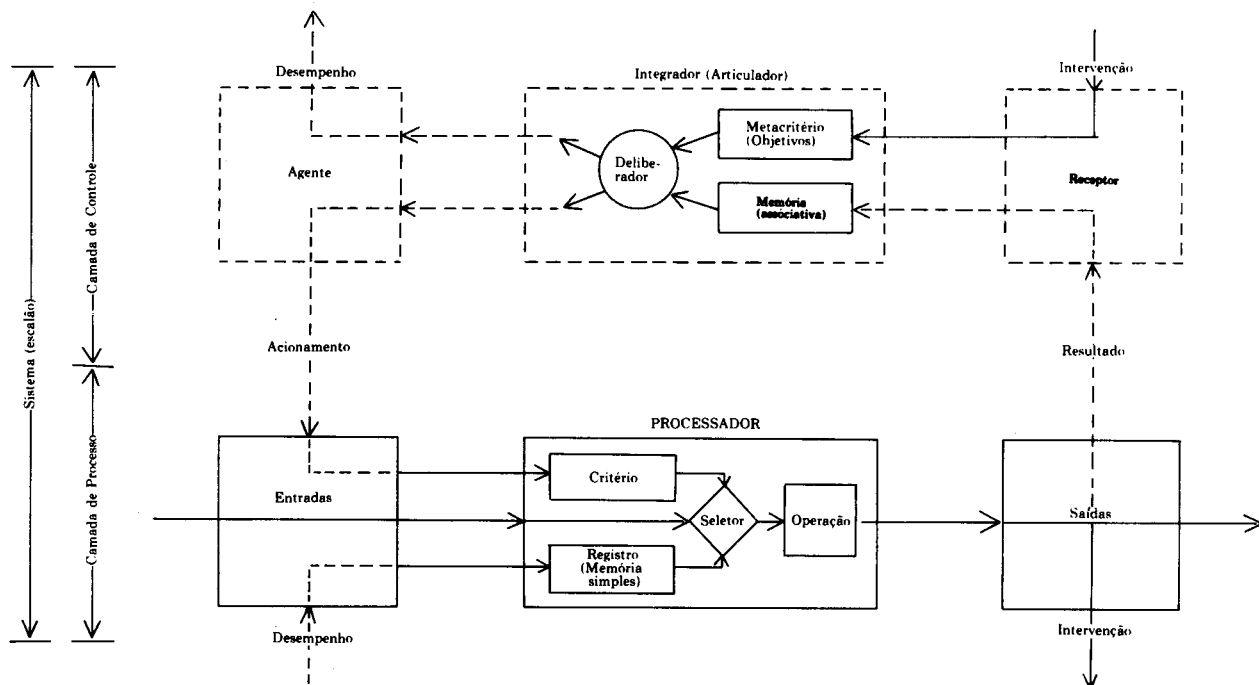 Desempenho
Integrador (Articulador)
Intervenção
Metacritério
(Objetivos)
Delibe-
rador
Agente
Receptor
Memória
(associativa)
Sistema (escalão)
Camada de Controle
Acionamento
Resultado
Camada de Processo
PROCESSADOR
Critério
Entradas
Seletor
Operação
Saídas
Registro
(Memória
simples)
Desempenho
Intervenção